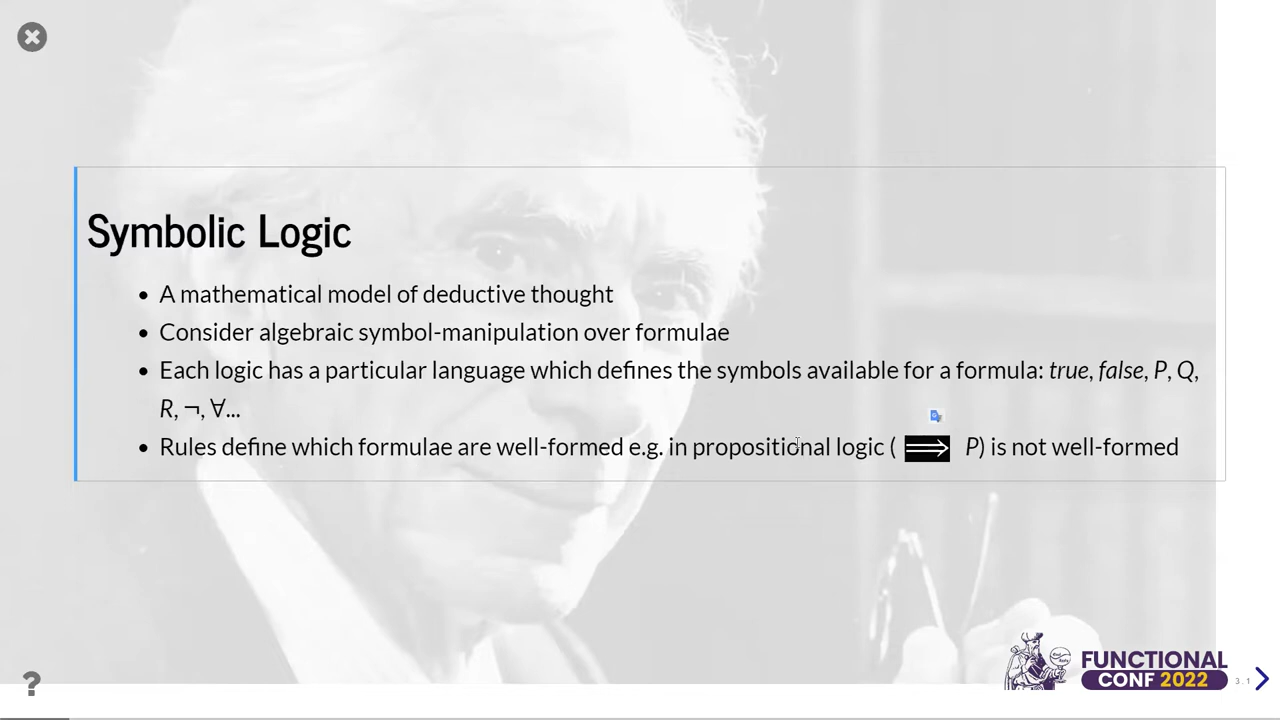 Symbolic Logic
• A mathematical model of deductive thought
• Consider algebraic symbol-manipulation over formulae
• Each logic has a particular language which defines the symbols available for a formula: true, false, P, Q,
R, ¬, ∀...
• Rules define which formulae are well-formed e.g. in propositional logic ( ⟹ P) is not well-formed
?
FUNCTIONAL
CONF 2022
3.1